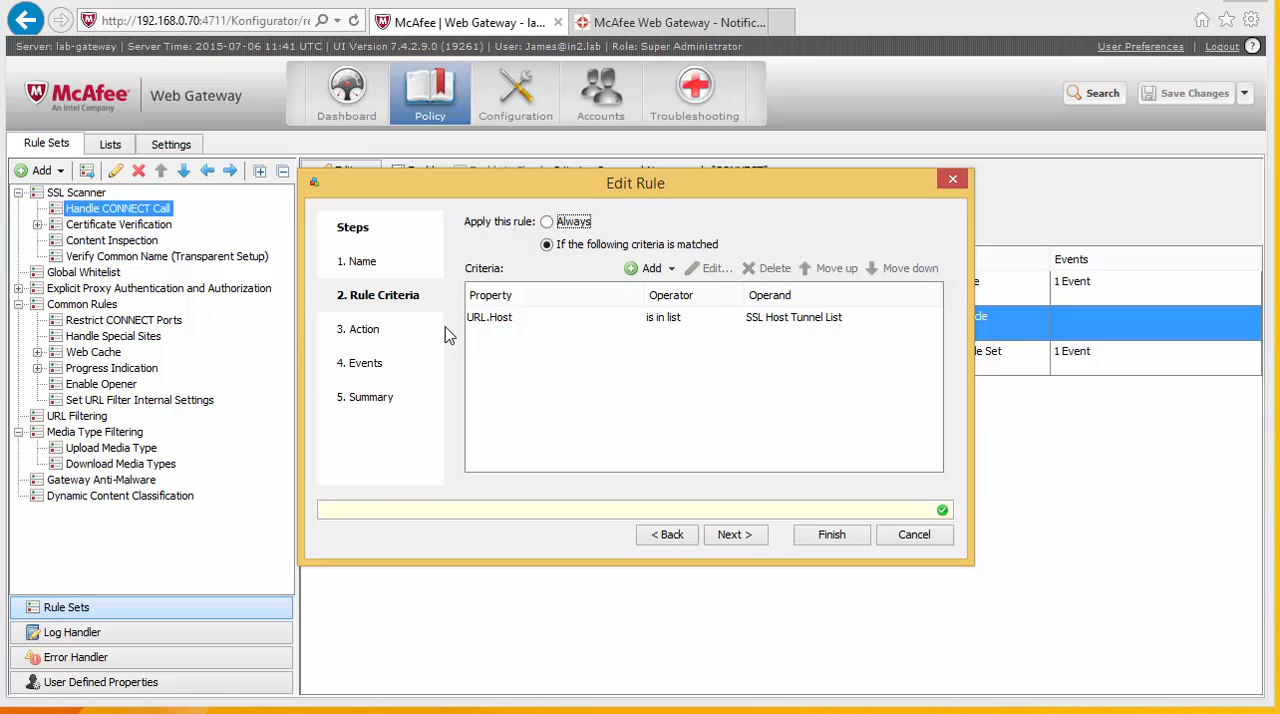 http://192.168.0.70:4711/Konfigurator/re
McAfee | Web Gateway - la...
McAfee Web Gateway - Notific...
Server: lab-gateway | Server Time: 2015-07-06 11:41 UTC | UI Version 7.4.2.9.0 (19261) | User: James@in2.lab | Role: Super Administrator
User Preferences | Logout ?
McAfee
An Intel Company
Web Gateway
Dashboard
Policy
Configuration
Accounts
Troubleshooting
Search
Save Changes
Rule Sets
Lists
Settings
Add
SSL Scanner
Handle CONNECT Call
Certificate Verification
Content Inspection
Verify Common Name (Transparent Setup)
Global Whitelist
Explicit Proxy Authentication and Authorization
Common Rules
Restrict CONNECT Ports
Handle Special Sites
Web Cache
Progress Indication
Enable Opener
Set URL Filter Internal Settings
URL Filtering
Media Type Filtering
Upload Media Type
Download Media Types
Gateway Anti-Malware
Dynamic Content Classification
Rule Sets
Log Handler
Error Handler
User Defined Properties
Edit Rule
Steps
1. Name
2. Rule Criteria
3. Action
4. Events
5. Summary
Apply this rule: Always
If the following criteria is matched
Criteria: Add Edit... Delete Move up Move down
Property Operator Operand
URL.Host is in list SSL Host Tunnel List
< Back Next > Finish Cancel
Events
1 Event
e Set 1 Event